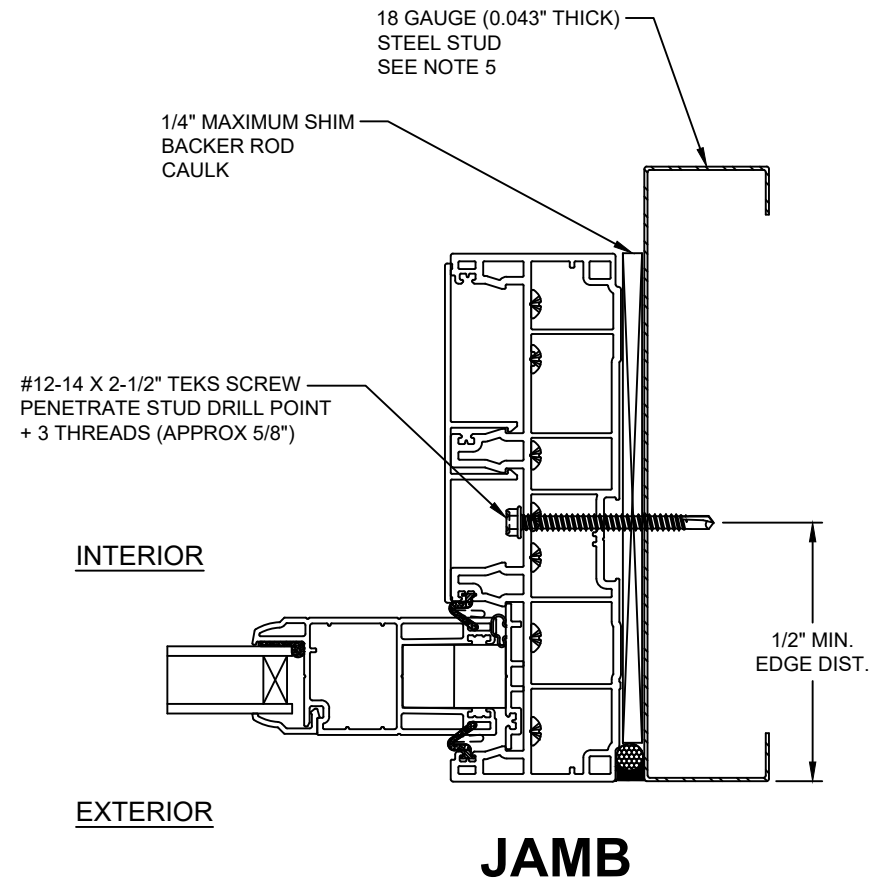 18 GAUGE (0.043" THICK)
STEEL STUD
SEE NOTE 5
1/4" MAXIMUM SHIM
BACKER ROD
CAULK
#12-14 X 2-1/2" TEKS SCREW
PENETRATE STUD DRILL POINT
+ 3 THREADS (APPROX 5/8")
INTERIOR
1/2" MIN.
EDGE DIST.
EXTERIOR
JAMB